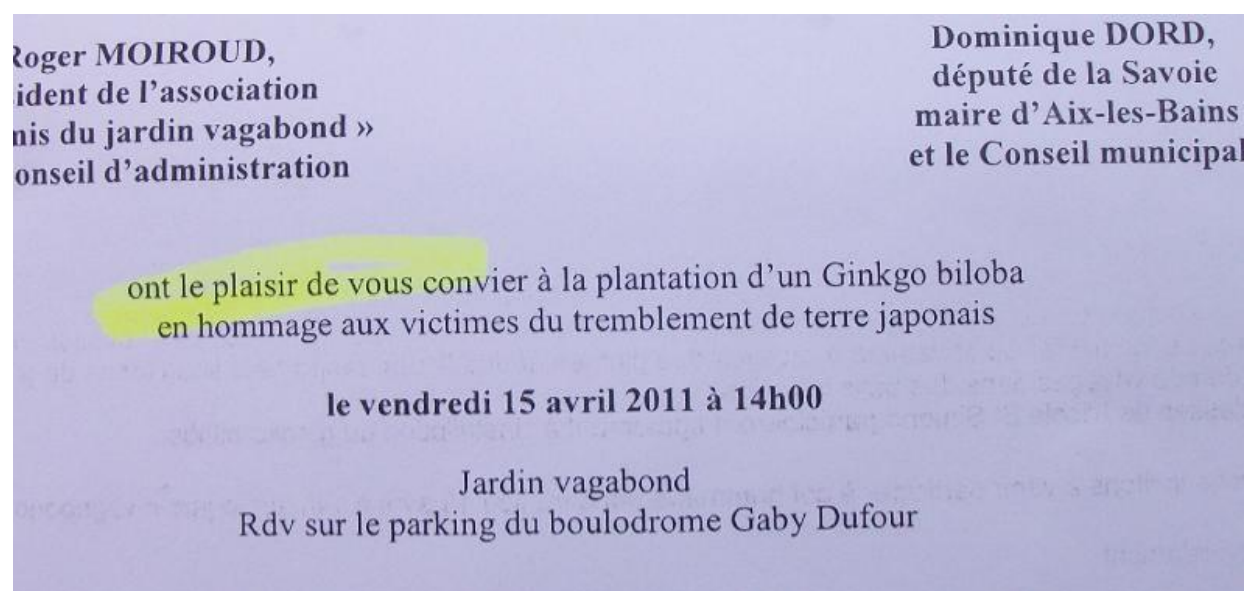 Roger MOIROUD,
ident de l'association
nis du jardin vagabond »
onseil d'administration
Dominique DORD,
député de la Savoie
maire d'Aix-les-Bains
et le Conseil municipal
ont le plaisir de vous convier à la plantation d'un Ginkgo biloba
en hommage aux victimes du tremblement de terre japonais
le vendredi 15 avril 2011 à 14h00
Jardin vagabond
Rdv sur le parking du boulodrome Gaby Dufour